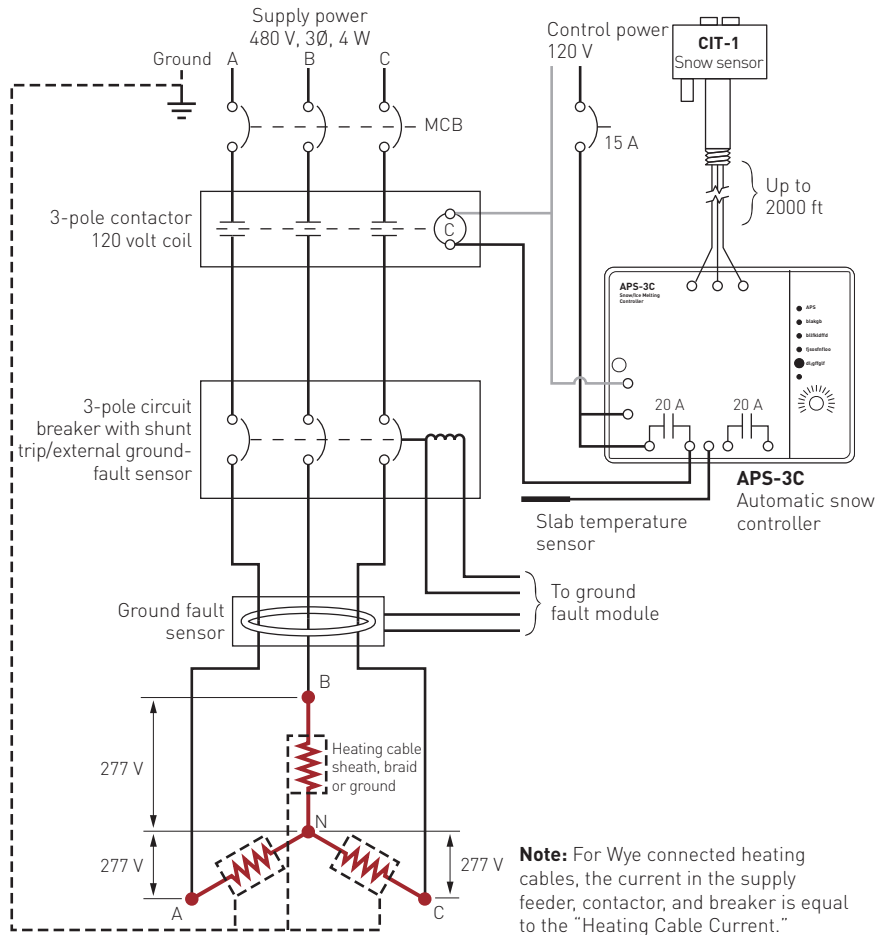 Supply power
480 V, 3Ø, 4 W
Ground
A
B
C
MCB
Control power
120 V
15 A
CIT-1
Snow sensor
Up to
2000 ft
3-pole contactor
120 volt coil
C
APS-3C
Snow/Ice Melting
Controller
APS
20 A
20 A
APS-3C
Automatic snow
controller
Slab temperature
sensor
3-pole circuit
breaker with shunt
trip/external ground-
fault sensor
To ground
fault module
Ground fault
sensor
B
277 V
Heating cable
sheath, braid
or ground
N
277 V
277 V
A
C
Note: For Wye connected heating
cables, the current in the supply
feeder, contactor, and breaker is equal
to the “Heating Cable Current.”